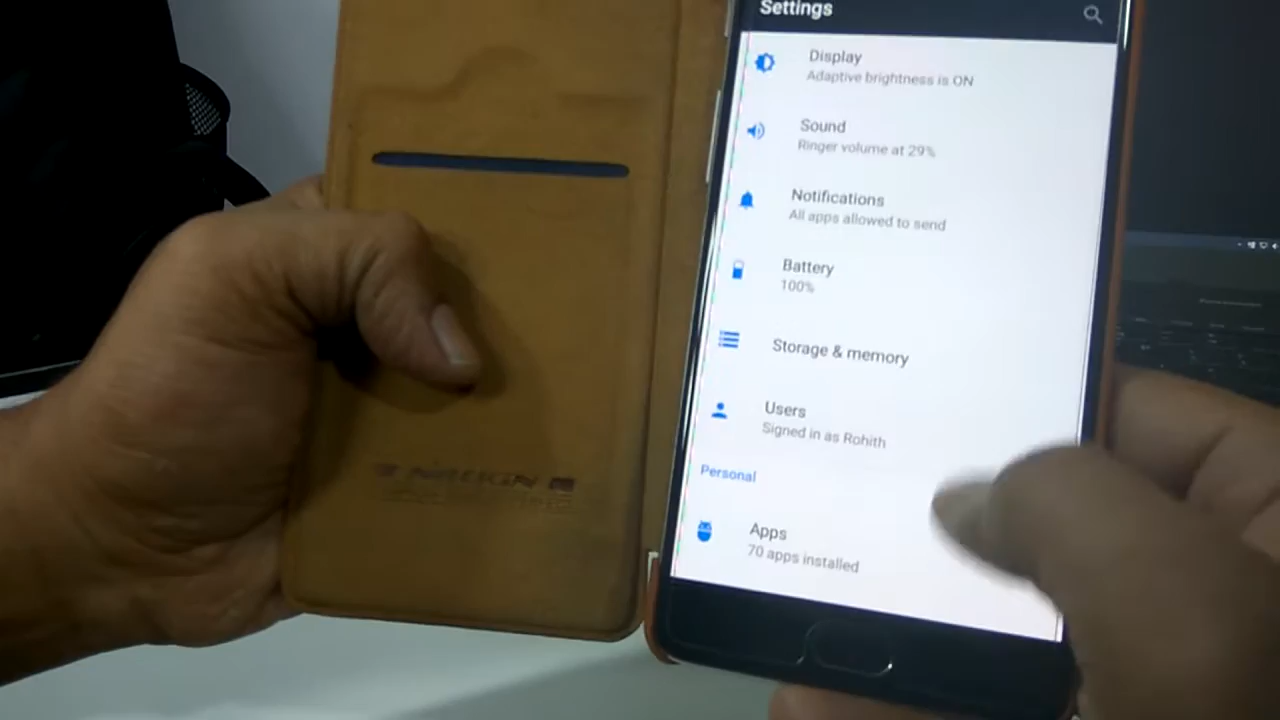 Settings
Display
Adaptive brightness is ON
Sound
Ringer volume at 29%
Notifications
All apps allowed to send
Battery
100%
Storage & memory
Users
Signed in as Rohith
Personal
Apps
70 apps installed